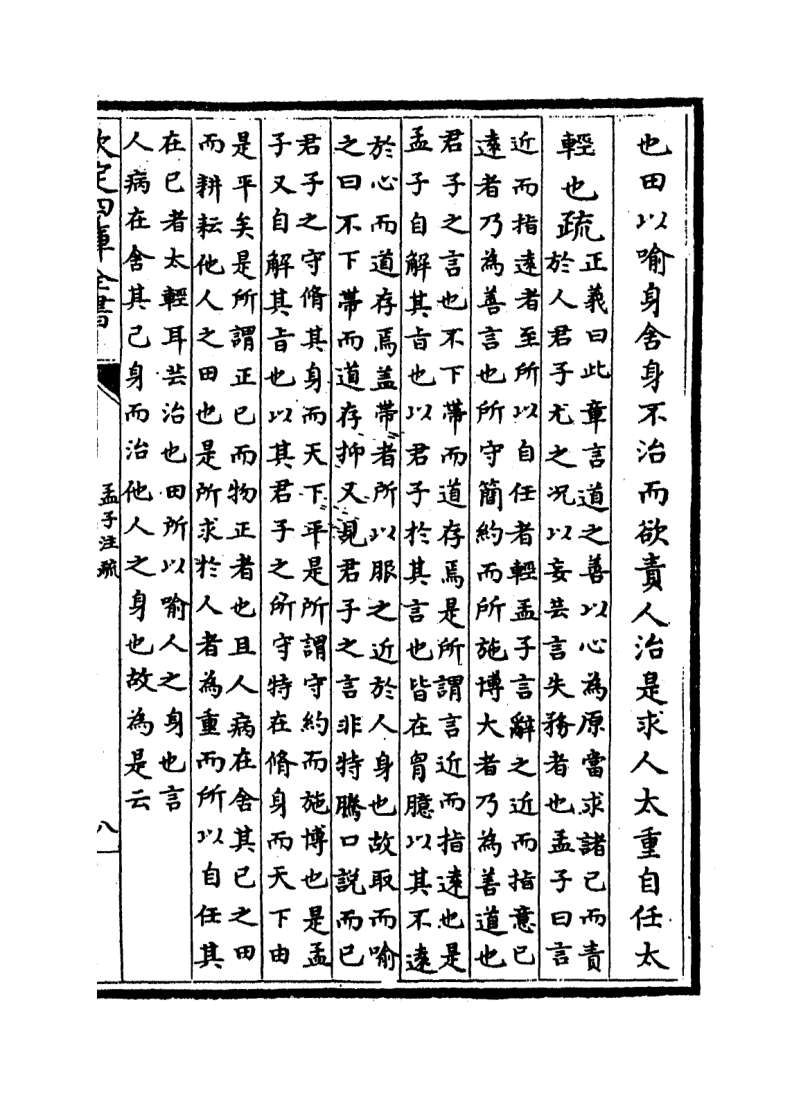 也田以喻身舍身不治而欲責人治是求人太重自任太
輕也疏
正義曰此章言道之善以心為原當求諸己而責
於人君子尤之况以妄芸言失務者也孟子曰言
近而指遠者至所以自任者輕孟子言辭之近而指意已
遠者乃為善言也所守簡約而所施博大者乃為善道也
君子之言也不下帶而道存焉是所謂言近而指遠也是
孟子自解其旨也以君子於其言也皆在胷臆以其不遠
於心而道存焉盖帶者所以服之近於人身也故取而喻
之曰不下帶而道存抑又見君子之言非特騰口說而已
君子之守脩其身而天下平是所謂守約而施博也是孟
子又自解其旨也以其君子之所守特在脩身而天下由
是平矣是所謂正已而物正者也且人病在舍其已之田
而耕耘他人之田也是所求於人者為重而所以自任其
在已者太輕耳芸治也田所以喻人之身也言
人病在舍其己身而治他人之身也故為是云
欽定四庫全書
孟子注疏
八